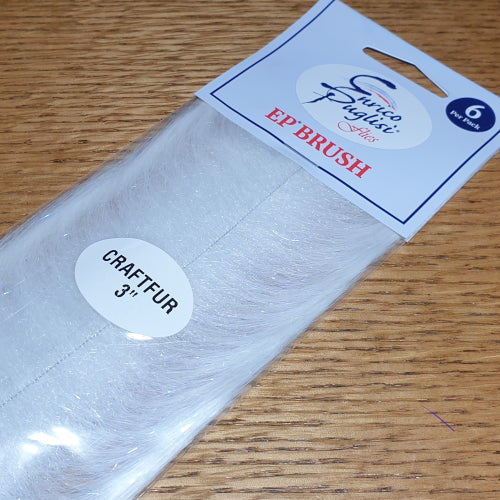 Enrico
Puglisi
flies
EP® BRUSH
6
Per Pack
CRAFTFUR
3"